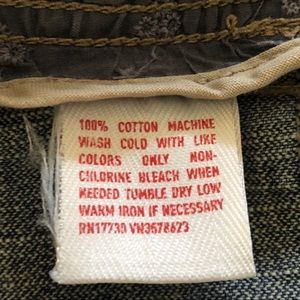 100% COTTON MACHINE
WASH COLD WITH LIKE
COLORS ONLY NON-
CHLORINE BLEACH WHEN
NEEDED TUMBLE DRY LOW
WARM IRON IF NECESSARY
RN17730 VN3678623